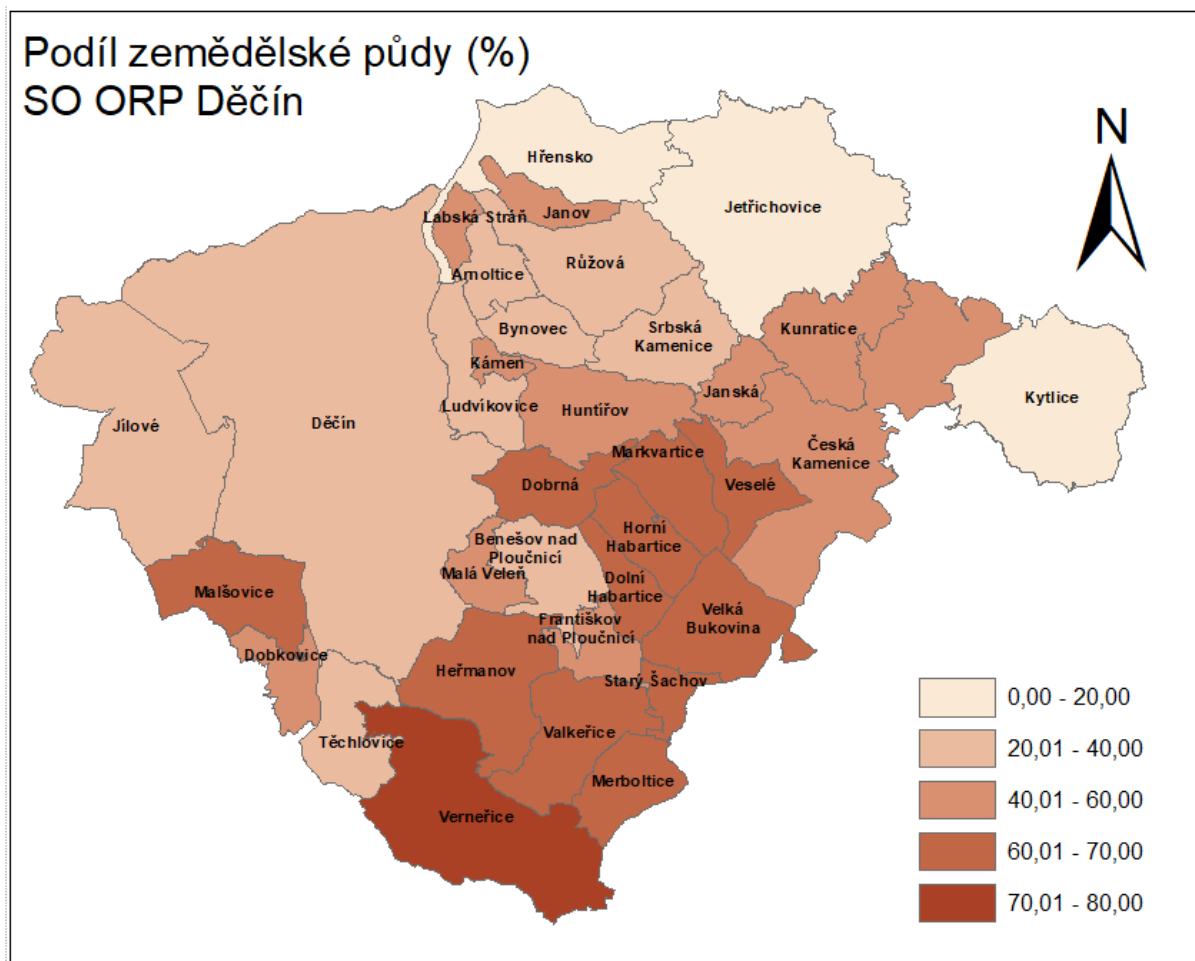 Podíl zemědělské půdy (%)
SO ORP Děčín
N
Hřensko
Jetřichovice
Labská Stráň
Janov
Růžová
Arnoltice
Bynovec
Srbská
Kamenice
Kunratice
Kámen
Janská
Kytlice
Ludvíkovice
Huntířov
Jílové
Děčín
Česká
Kamenice
Markvartice
Dobrná
Veselé
Horní
Habartice
Benešov nad
Ploučnicí
Malá Veleň
Dolní
Habartice
Malšovice
Velká
Bukovina
Františkov
nad Ploučnicí
Dobkovice
Heřmanov
Starý Šachov
Valkeřice
Těchlovice
Merboltice
Verneřice
0,00 - 20,00
20,01 - 40,00
40,01 - 60,00
60,01 - 70,00
70,01 - 80,00